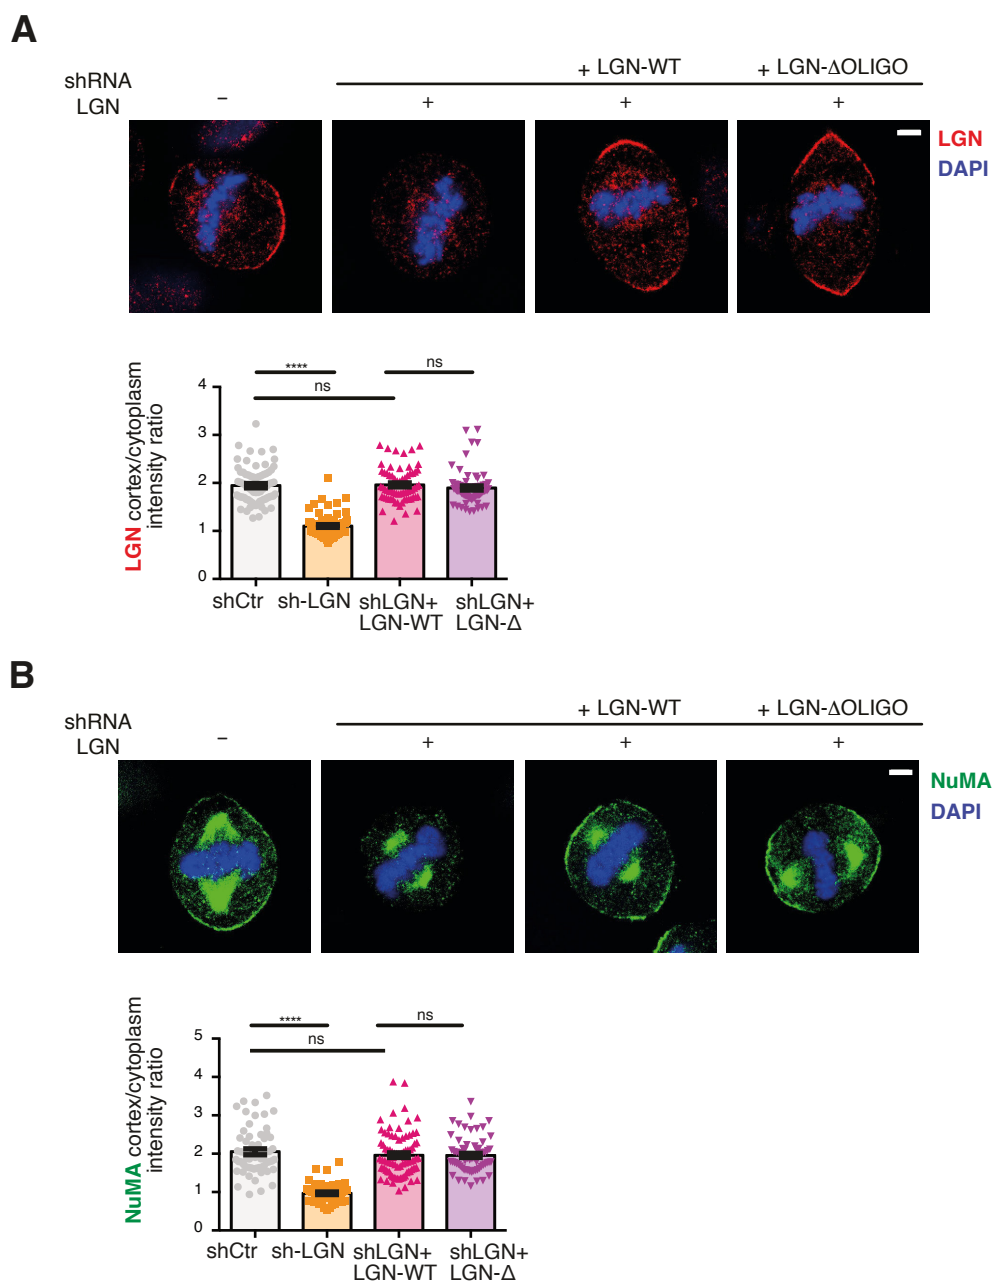 A
+ LGN-WT + LGN-ΔOLIGO
shRNA
LGN − + + +
LGN
DAPI
LGN cortex/cytoplasm
intensity ratio
**** ns
ns
4
3
2
1
0
shCtr sh-LGN shLGN+ shLGN+
LGN-WT LGN-Δ
B
+ LGN-WT + LGN-ΔOLIGO
shRNA
LGN − + + +
NuMA
DAPI
NuMA cortex/cytoplasm
intensity ratio
**** ns
ns
5
4
3
2
1
0
shCtr sh-LGN shLGN+ shLGN+
LGN-WT LGN-Δ